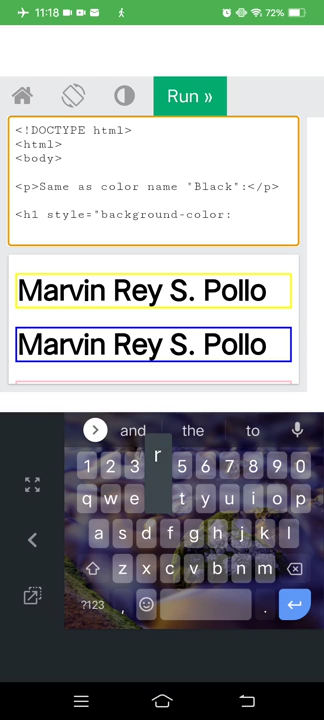 11:18 72%
Run »
<!DOCTYPE html>
<html>
<body>
<p>Same as color name "Black":</p>
<h1 style="background-color:
Marvin Rey S. Pollo
Marvin Rey S. Pollo
and the to
r
1 2 3 5 6 7 8 9 0
q w e t y u i o p
a s d f g h j k l
z x c v b n m
?123 , .